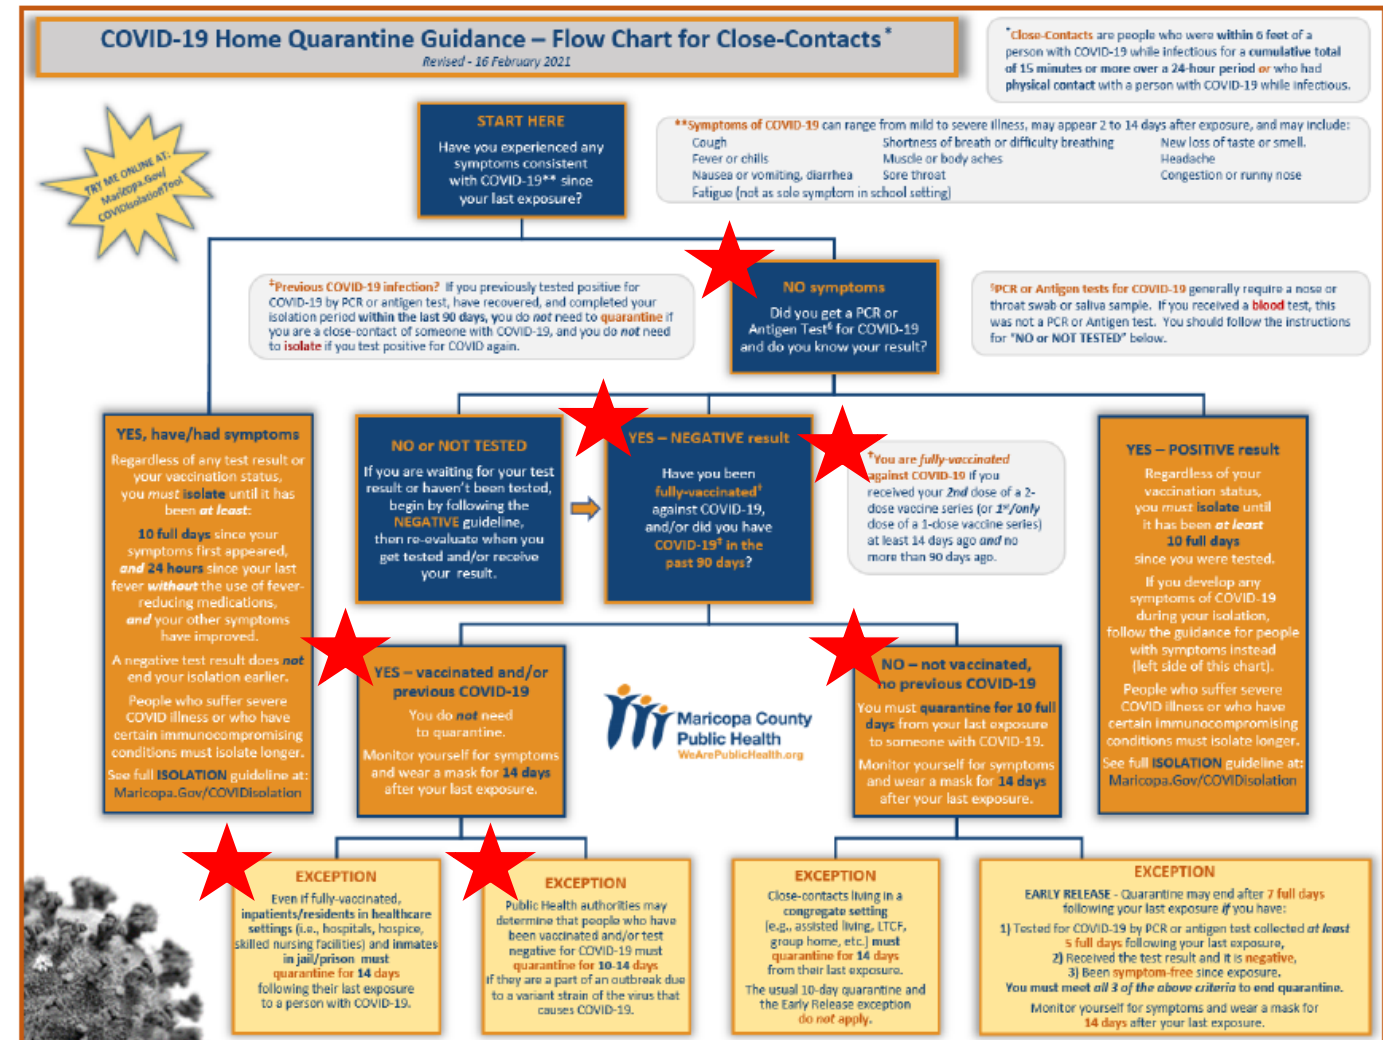 COVID-19 Home Quarantine Guidance – Flow Chart for Close-Contacts*
Revised - 16 February 2021
*Close-Contacts are people who were within 6 feet of a
person with COVID-19 while infectious for a cumulative total
of 15 minutes or more over a 24-hour period or who had
physical contact with a person with COVID-19 while infectious.
TRY ME ONLINE AT:
Maricopa.Gov/
COVIDIsolationTool
START HERE
Have you experienced any
symptoms consistent
with COVID-19** since
your last exposure?
**Symptoms of COVID-19 can range from mild to severe illness, may appear 2 to 14 days after exposure, and may include:
Cough Shortness of breath or difficulty breathing New loss of taste or smell.
Fever or chills Muscle or body aches Headache
Nausea or vomiting, diarrhea Sore throat Congestion or runny nose
Fatigue (not as sole symptom in school setting)
‡Previous COVID-19 infection? If you previously tested positive for
COVID-19 by PCR or antigen test, have recovered, and completed your
isolation period within the last 90 days, you do not need to quarantine if
you are a close-contact of someone with COVID-19, and you do not need
to isolate if you test positive for COVID again.
NO symptoms
Did you get a PCR or
Antigen Test§ for COVID-19
and do you know your result?
§PCR or Antigen tests for COVID-19 generally require a nose or
throat swab or saliva sample. If you received a blood test, this
was not a PCR or Antigen test. You should follow the instructions
for "NO or NOT TESTED" below.
YES, have/had symptoms
Regardless of any test result or
your vaccination status,
you must isolate until it has
been at least:
10 full days since your
symptoms first appeared,
and 24 hours since your last
fever without the use of fever-
reducing medications,
and your other symptoms
have improved.
A negative test result does not
end your isolation earlier.
People who suffer severe
COVID illness or who have
certain immunocompromising
conditions must isolate longer.
See full ISOLATION guideline at:
Maricopa.Gov/COVIDisolation
NO or NOT TESTED
If you are waiting for your test
result or haven't been tested,
begin by following the
NEGATIVE guideline,
then re-evaluate when you
get tested and/or receive
your result.
YES – NEGATIVE result
Have you been
fully-vaccinated†
against COVID-19,
and/or did you have
COVID-19‡ in the
past 90 days?
†You are fully-vaccinated
against COVID-19 if you
received your 2nd dose of a 2-
dose vaccine series (or 1st/only
dose of a 1-dose vaccine series)
at least 14 days ago and no
more than 90 days ago.
YES – POSITIVE result
Regardless of your
vaccination status,
you must isolate until
it has been at least
10 full days
since you were tested.
If you develop any
symptoms of COVID-19
during your isolation,
follow the guidance for people
with symptoms instead
(left side of this chart).
People who suffer severe
COVID illness or who have
certain immunocompromising
conditions must isolate longer.
See full ISOLATION guideline at:
Maricopa.Gov/COVIDisolation
YES – vaccinated and/or
previous COVID-19
You do not need
to quarantine.
Monitor yourself for symptoms
and wear a mask for 14 days
after your last exposure.
Maricopa County
Public Health
WeArePublicHealth.org
NO – not vaccinated,
no previous COVID-19
You must quarantine for 10 full
days from your last exposure
to someone with COVID-19.
Monitor yourself for symptoms
and wear a mask for 14 days
after your last exposure.
EXCEPTION
Even if fully-vaccinated,
inpatients/residents in healthcare
settings (i.e., hospitals, hospice,
skilled nursing facilities) and inmates
in jail/prison must
quarantine for 14 days
following their last exposure
to a person with COVID-19.
EXCEPTION
Public Health authorities may
determine that people who have
been vaccinated and/or test
negative for COVID-19 must
quarantine for 10-14 days
if they are a part of an outbreak due
to a variant strain of the virus that
causes COVID-19.
EXCEPTION
Close-contacts living in a
congregate setting
(e.g., assisted living, LTCF,
group home, etc.) must
quarantine for 14 days
from their last exposure.
The usual 10-day quarantine and
the Early Release exception
do not apply.
EXCEPTION
EARLY RELEASE - Quarantine may end after 7 full days
following your last exposure if you have:
1) Tested for COVID-19 by PCR or antigen test collected at least
5 full days following your last exposure,
2) Received the test result and it is negative,
3) Been symptom-free since exposure.
You must meet all 3 of the above criteria to end quarantine.
Monitor yourself for symptoms and wear a mask for
14 days after your last exposure.